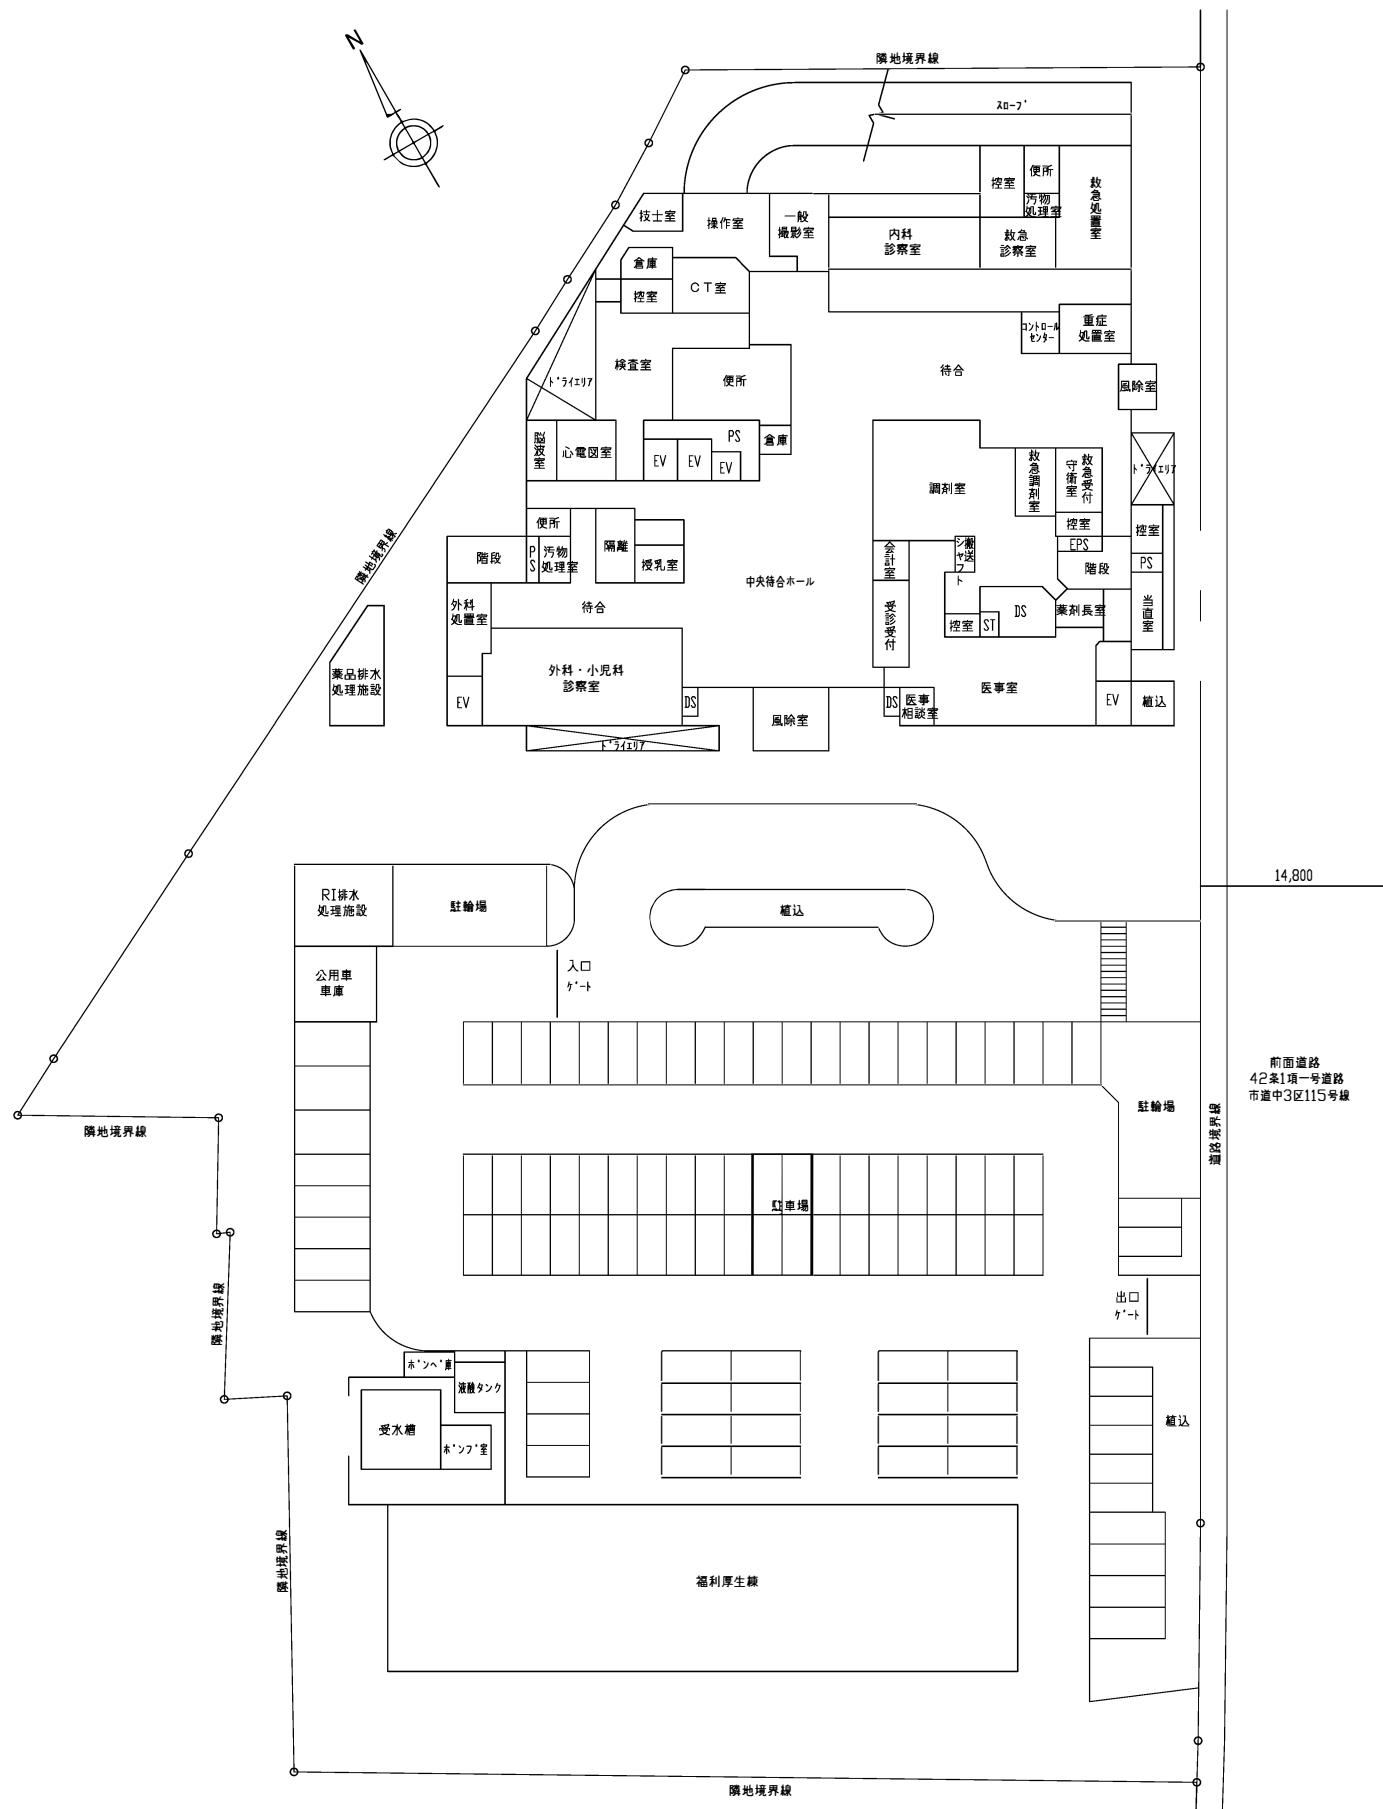 N
隣地境界線
スロープ
控室
便所
汚物
処理室
救急処置室
技士室
操作室
一般
撮影室
内科
診察室
救急
診察室
倉庫
控室
CT室
コントロール
センター
重症
処置室
検査室
便所
待合
風除室
ドライエリア
心電図室
PS
倉庫
EV
EV
EV
調剤室
救急調剤室
救急受付
守衛室
ドライエリア
控室
控室
EPS
便所
隔離
階段
PS
汚物
処理室
授乳室
隣地境界線
中央待合ホール
会計室
搬送
シャフト
階段
PS
外科
処置室
待合
受診受付
控室
ST
DS
薬剤長室
当直室
薬品排水
処理施設
外科・小児科
診察室
EV
DS
風除室
DS
医事
相談室
医事室
EV
植込
ドライエリア
14,800
RI排水
処理施設
駐輪場
植込
入口
ゲート
公用車
車庫
前面道路
42条1項一号道路
市道中3区115号線
駐輪場
道路境界線
隣地境界線
駐車場
隣地境界線
出口
ゲート
ボンベ庫
液酸タンク
受水槽
ポンプ室
植込
隣地境界線
福利厚生棟
隣地境界線